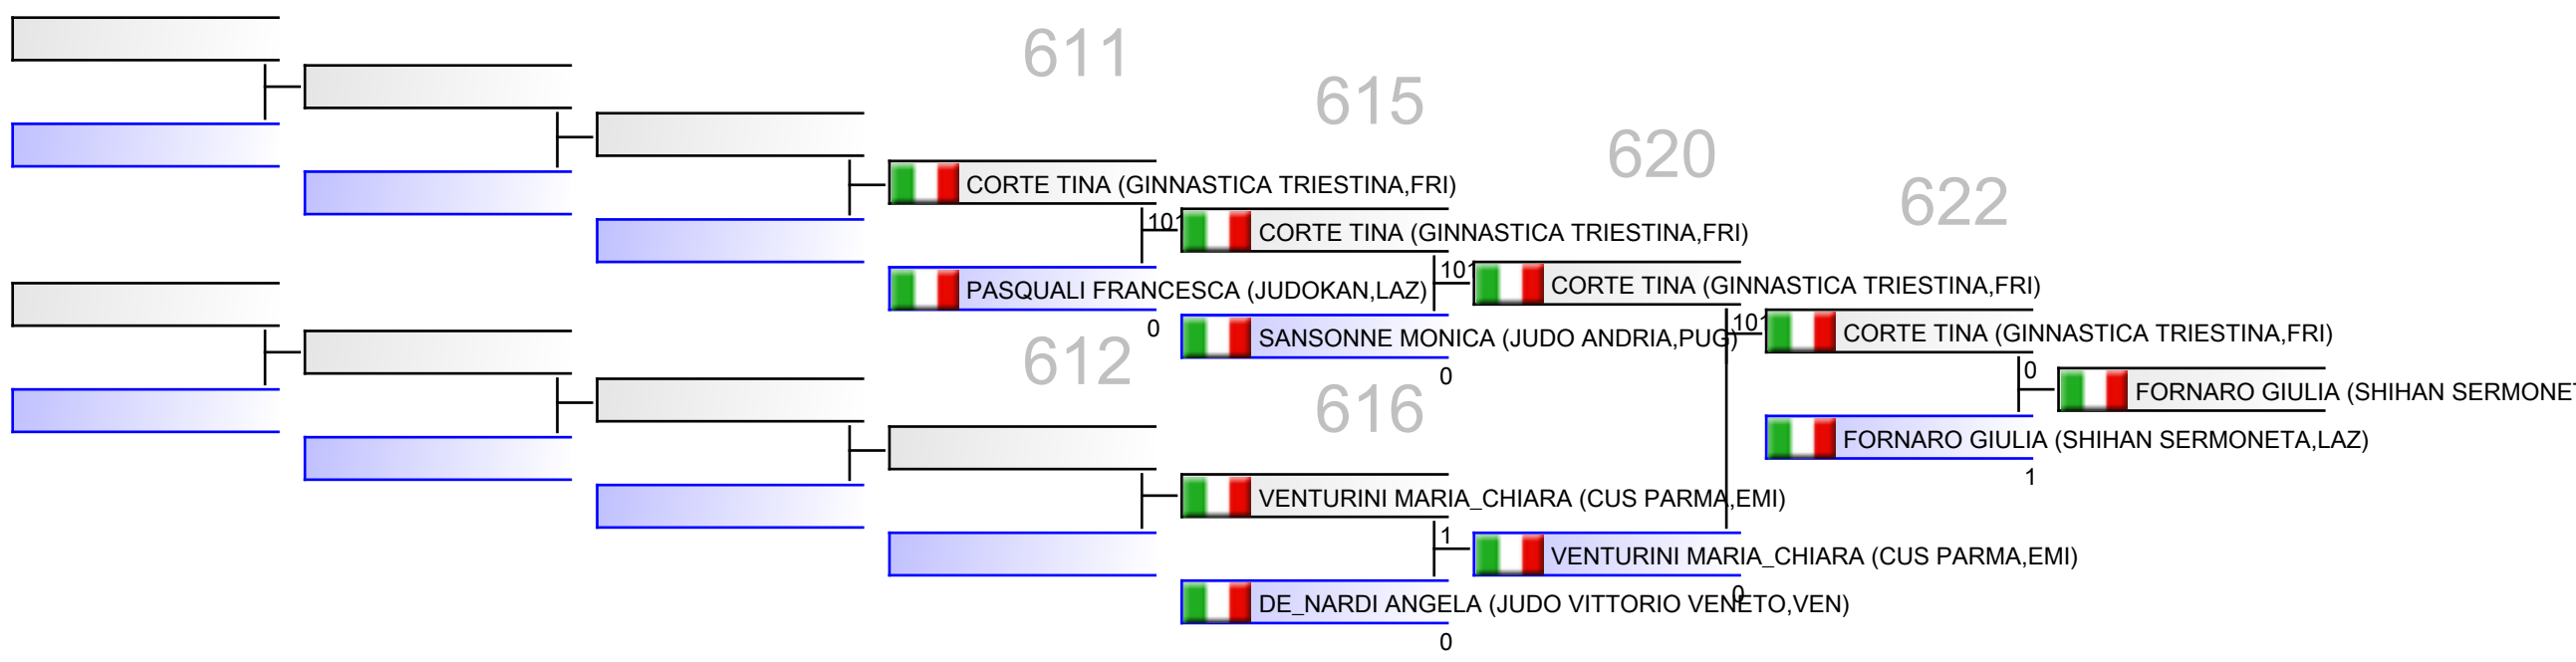 611
615
620
622
CORTE TINA (GINNASTICA TRIESTINA,FRI)
101
CORTE TINA (GINNASTICA TRIESTINA,FRI)
101
CORTE TINA (GINNASTICA TRIESTINA,FRI)
PASQUALI FRANCESCA (JUDOKAN,LAZ)
0
101
CORTE TINA (GINNASTICA TRIESTINA,FRI)
SANSONNE MONICA (JUDO ANDRIA,PUG)
0
0
FORNARO GIULIA (SHIHAN SERMONE
612
616
FORNARO GIULIA (SHIHAN SERMONETA,LAZ)
1
VENTURINI MARIA_CHIARA (CUS PARMA,EMI)
1
VENTURINI MARIA_CHIARA (CUS PARMA,EMI)
0
DE_NARDI ANGELA (JUDO VITTORIO VENETO,VEN)
0